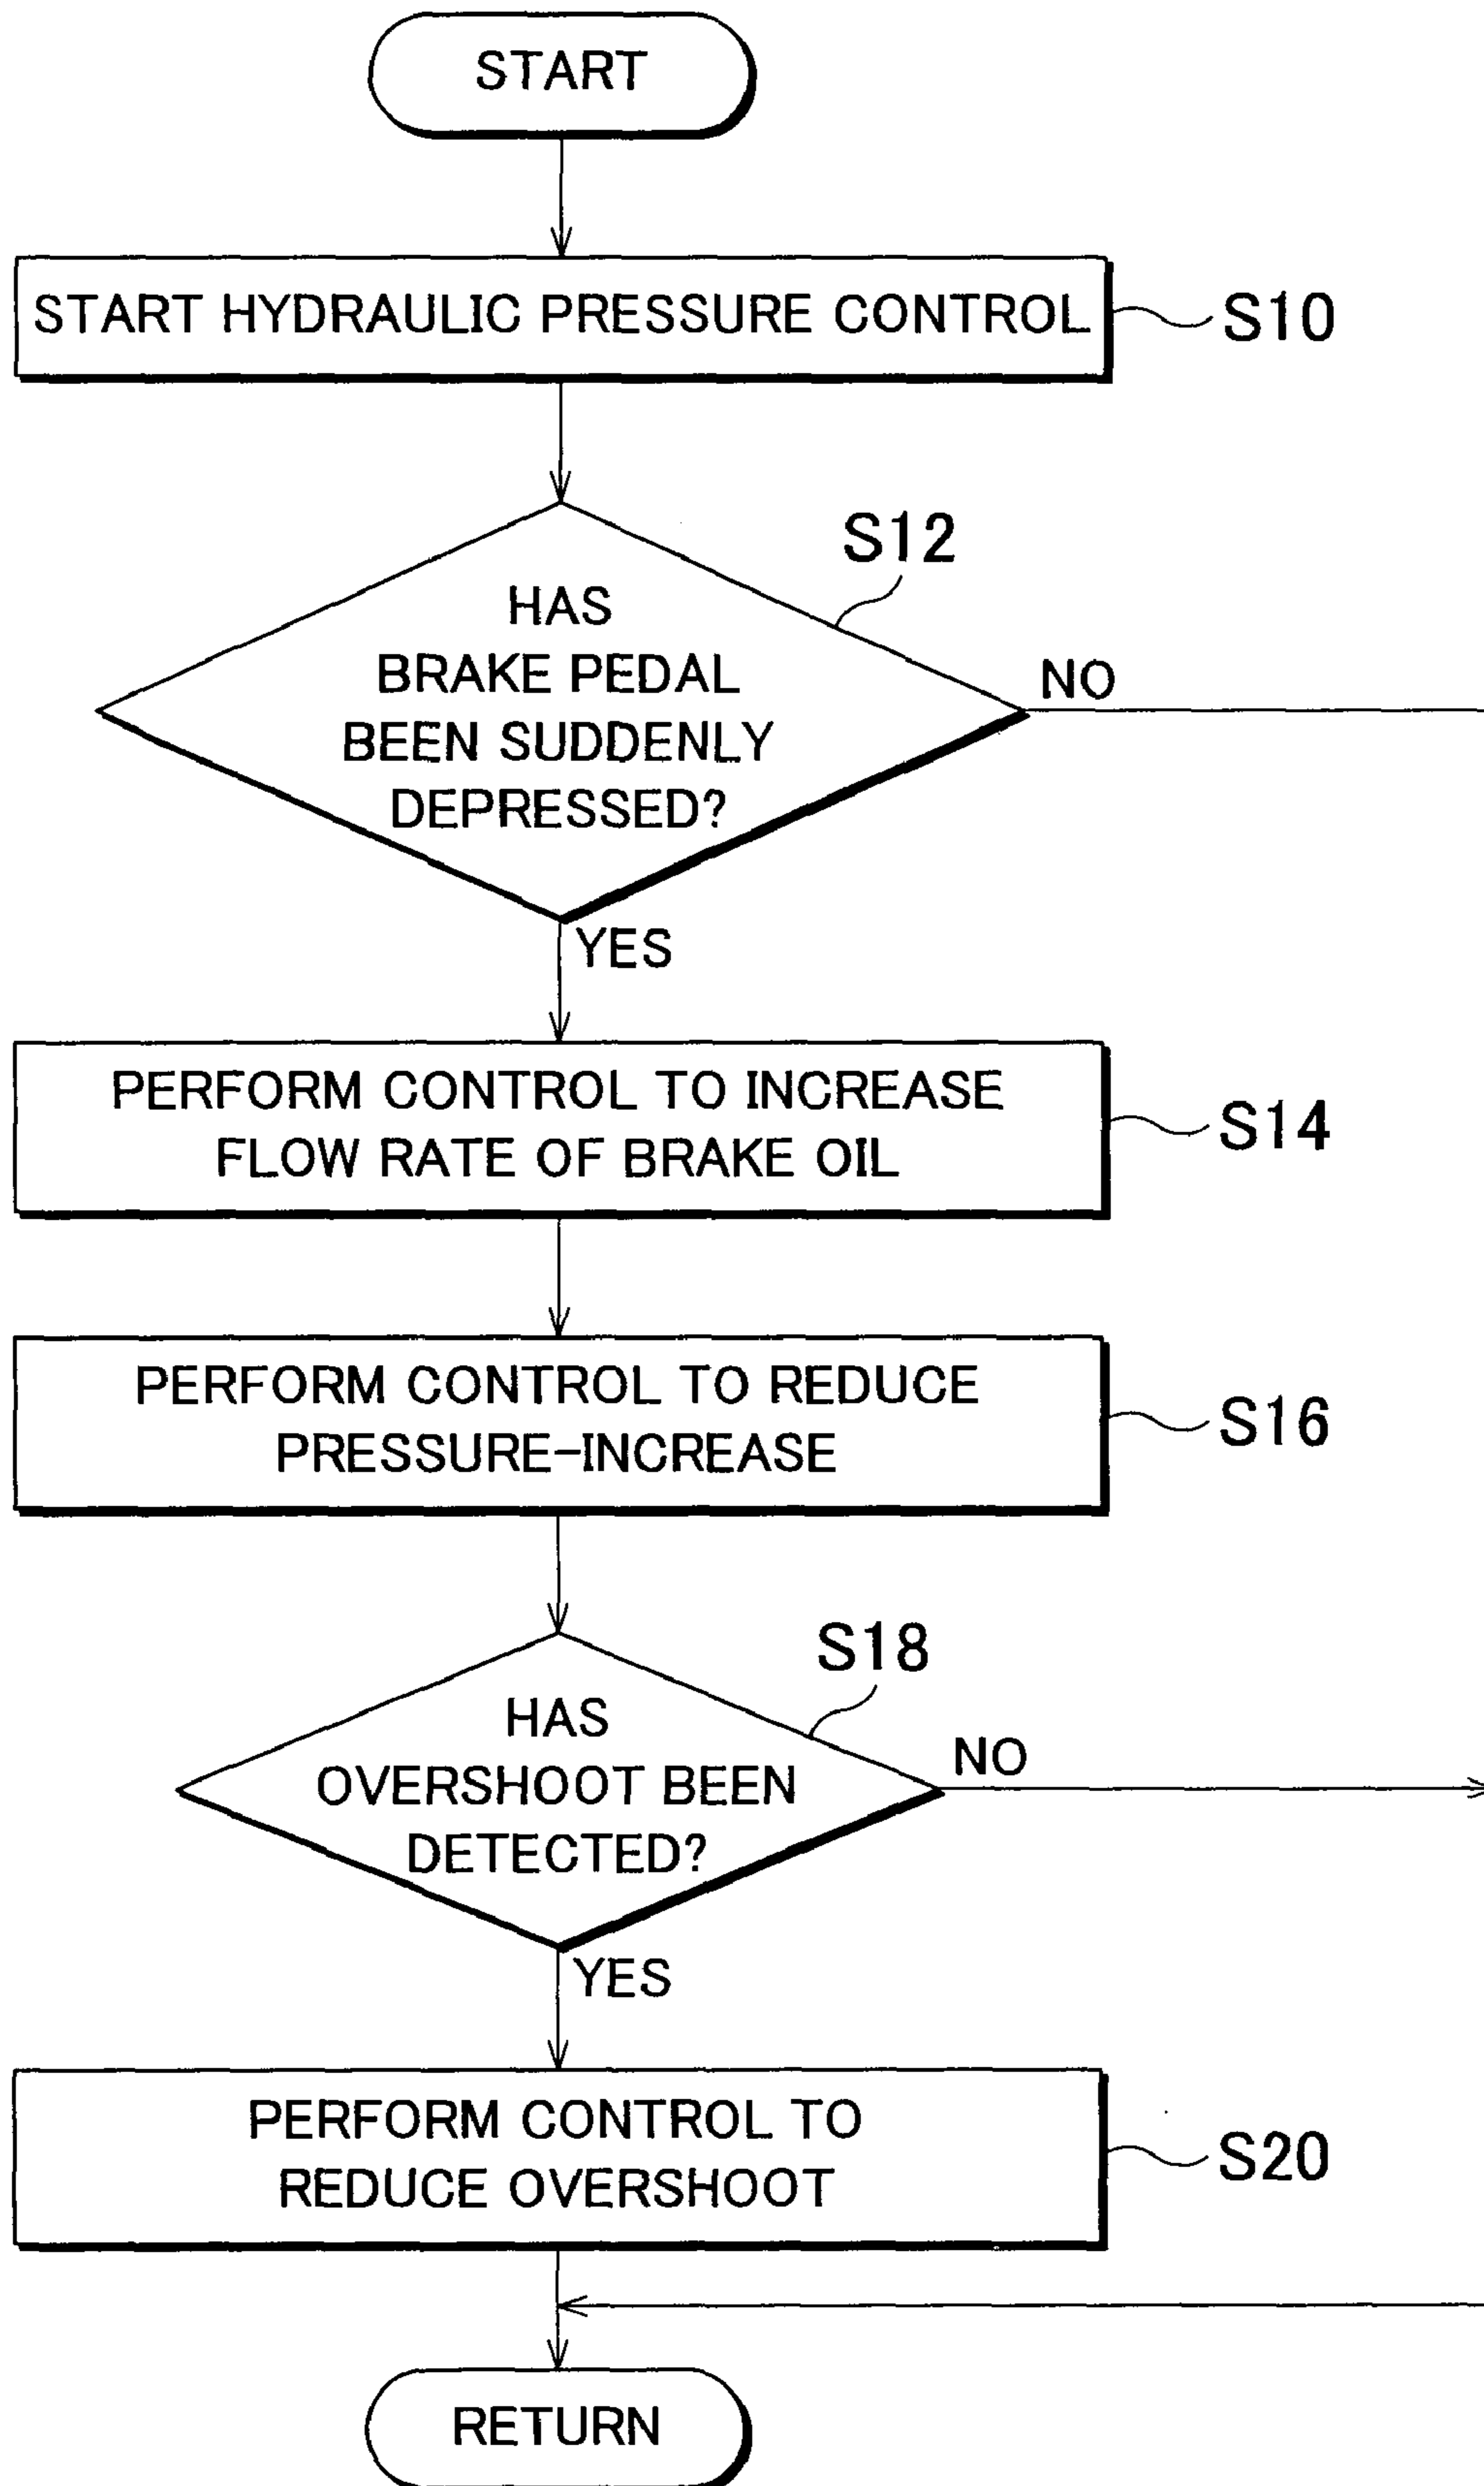 START
START HYDRAULIC PRESSURE CONTROL
S10
S12
HAS
BRAKE PEDAL
BEEN SUDDENLY
DEPRESSED?
NO
YES
PERFORM CONTROL TO INCREASE
FLOW RATE OF BRAKE OIL
S14
PERFORM CONTROL TO REDUCE
PRESSURE-INCREASE
S16
S18
HAS
OVERSHOOT BEEN
DETECTED?
NO
YES
PERFORM CONTROL TO
REDUCE OVERSHOOT
S20
RETURN